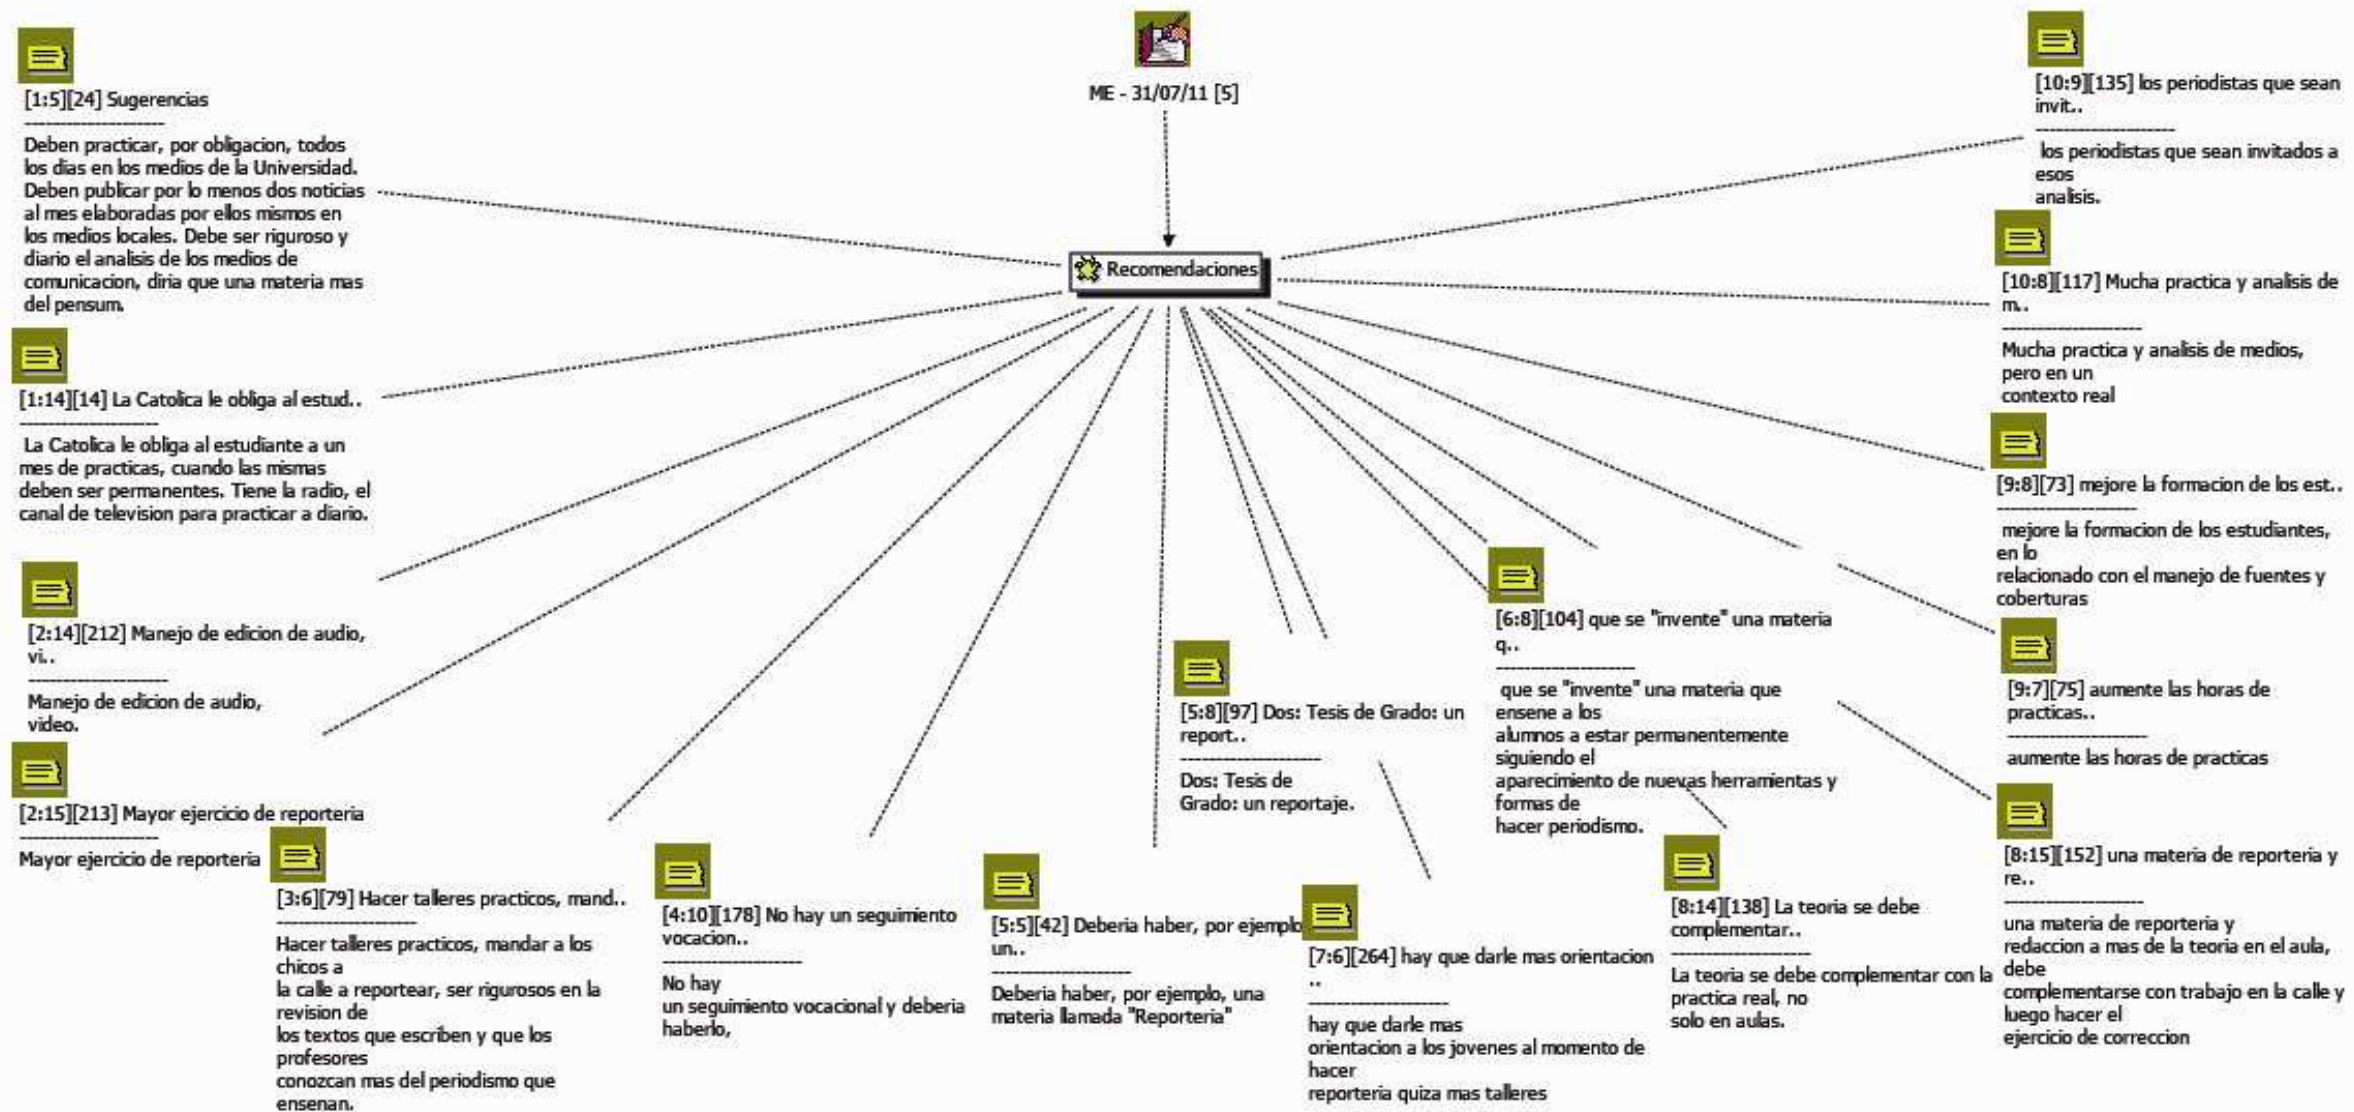 ME - 31/07/11 [5]
Recomendaciones
[1:5][24] Sugerencias
--------------------
Deben practicar, por obligacion, todos
los dias en los medios de la Universidad.
Deben publicar por lo menos dos noticias
al mes elaboradas por ellos mismos en
los medios locales. Debe ser riguroso y
diario el analisis de los medios de
comunicacion, diria que una materia mas
del pensum.
[1:14][14] La Catolica le obliga al estud..
--------------------
La Catolica le obliga al estudiante a un
mes de practicas, cuando las mismas
deben ser permanentes. Tiene la radio, el
canal de television para practicar a diario.
[2:14][212] Manejo de edicion de audio,
vi..
--------------------
Manejo de edicion de audio,
video.
[2:15][213] Mayor ejercicio de reporteria
--------------------
Mayor ejercicio de reporteria
[3:6][79] Hacer talleres practicos, mand..
--------------------
Hacer talleres practicos, mandar a los
chicos a
la calle a reportear, ser rigurosos en la
revision de
los textos que escriben y que los
profesores
conozcan mas del periodismo que
ensenan.
[4:10][178] No hay un seguimiento
vocacion..
--------------------
No hay
un seguimiento vocacional y deberia
haberlo,
[5:5][42] Deberia haber, por ejemplo
un..
--------------------
Deberia haber, por ejemplo, una
materia llamada "Reporteria"
[5:8][97] Dos: Tesis de Grado: un
report..
--------------------
Dos: Tesis de
Grado: un reportaje.
[7:6][264] hay que darle mas orientacion
..
--------------------
hay que darle mas
orientacion a los jovenes al momento de
hacer
reporteria quiza mas talleres
[6:8][104] que se "invente" una materia
q..
--------------------
que se "invente" una materia que
ensene a los
alumnos a estar permanentemente
siguiendo el
aparecimiento de nuevas herramientas y
formas de
hacer periodismo.
[8:14][138] La teoria se debe
complementar..
--------------------
La teoria se debe complementar con la
practica real, no
solo en aulas.
[10:9][135] los periodistas que sean
invit..
--------------------
los periodistas que sean invitados a
esos
analisis.
[10:8][117] Mucha practica y analisis de
m..
--------------------
Mucha practica y analisis de medios,
pero en un
contexto real
[9:8][73] mejore la formacion de los est..
--------------------
mejore la formacion de los estudiantes,
en lo
relacionado con el manejo de fuentes y
coberturas
[9:7][75] aumente las horas de
practicas..
--------------------
aumente las horas de practicas
[8:15][152] una materia de reporteria y
re..
--------------------
una materia de reporteria y
redaccion a mas de la teoria en el aula,
debe
complementarse con trabajo en la calle y
luego hacer el
ejercicio de correccion